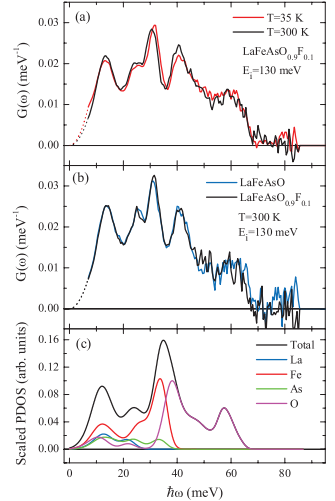 (a)
T=35 K
T=300 K
LaFeAsO0.9F0.1
Ei=130 meV
G(ω) (meV-1)
0.03
0.02
0.01
0.00
(b)
LaFeAsO
LaFeAsO0.9F0.1
T=300 K
Ei=130 meV
G(ω) (meV-1)
0.03
0.02
0.01
0.00
(c)
Total
La
Fe
As
O
Scaled PDOS (arb. units)
0.16
0.12
0.08
0.04
0.00
0 20 40 60 80
ħω (meV)